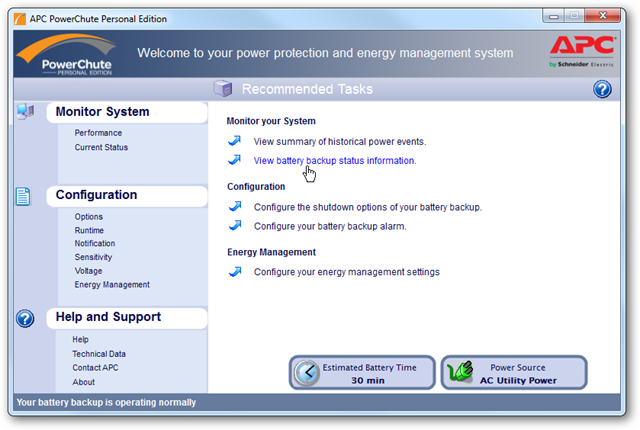 APC PowerChute Personal Edition
PowerChute
PERSONAL EDITION
Welcome to your power protection and energy management system
APC
by Schneider Electric
Recommended Tasks
?
Monitor System
Performance
Current Status
Configuration
Options
Runtime
Notification
Sensitivity
Voltage
Energy Management
?
Help and Support
Help
Technical Data
Contact APC
About
Monitor your System
View summary of historical power events.
View battery backup status information.
Configuration
Configure the shutdown options of your battery backup.
Configure your battery backup alarm.
Energy Management
Configure your energy management settings
Estimated Battery Time
30 min
Power Source
AC Utility Power
Your battery backup is operating normally